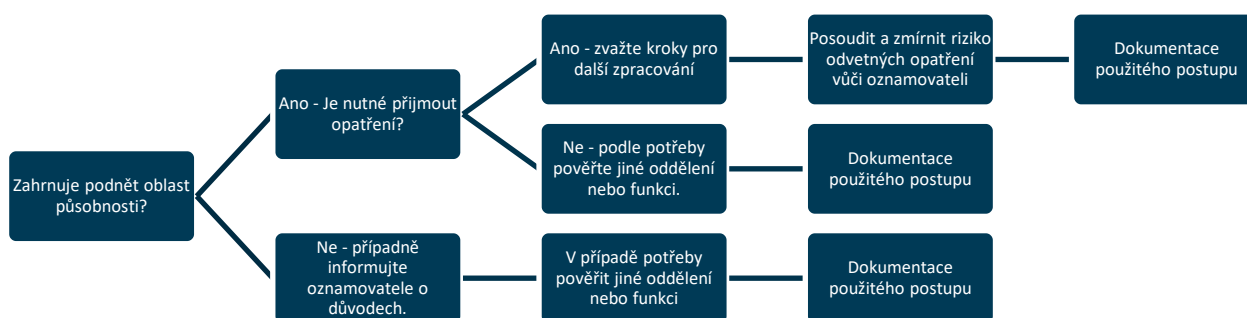 Zahrnuje podnět oblast
působnosti?
Ano - Je nutné přijmout
opatření?
Ano - zvažte kroky pro
další zpracování
Posoudit a zmírnit riziko
odvetných opatření
vůči oznamovateli
Dokumentace
použitého postupu
Ne - podle potřeby
pověřte jiné oddělení
nebo funkci.
Dokumentace
použitého postupu
Ne - případně
informujte
oznamovatele o
důvodech.
V případě potřeby
pověřit jiné oddělení
nebo funkci
Dokumentace
použitého postupu